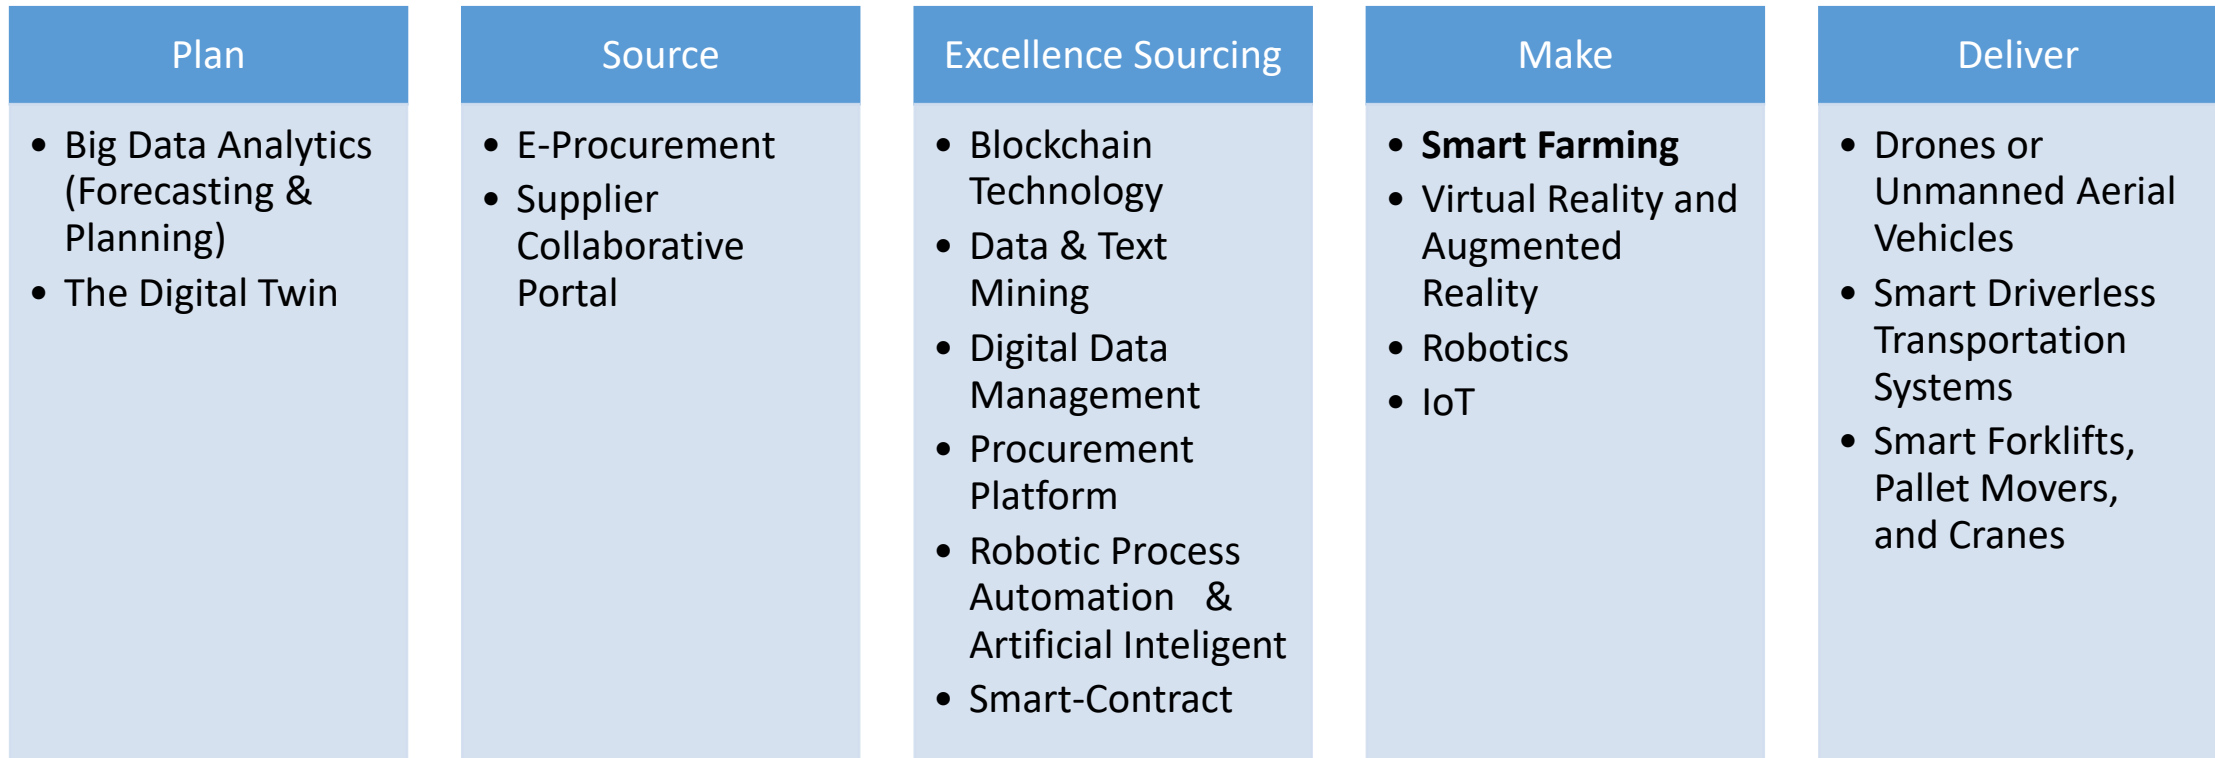 Plan
• Big Data Analytics
(Forecasting &
Planning)
• The Digital Twin
Source
• E-Procurement
• Supplier
Collaborative
Portal
Excellence Sourcing
• Blockchain
Technology
• Data & Text
Mining
• Digital Data
Management
• Procurement
Platform
• Robotic Process
Automation & 
Artificial Inteligent
• Smart-Contract
Make
• Smart Farming
• Virtual Reality and
Augmented
Reality
• Robotics
• IoT
Deliver
• Drones or
Unmanned Aerial
Vehicles
• Smart Driverless
Transportation
Systems
• Smart Forklifts,
Pallet Movers,
and Cranes